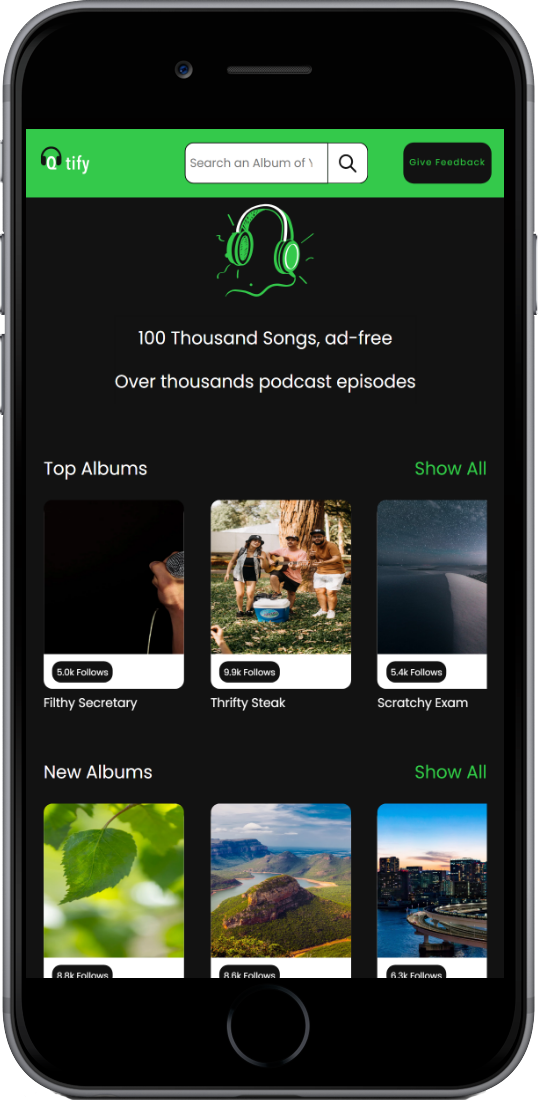 Qtify
Search an Album of Y
Give Feedback
100 Thousand Songs, ad-free
Over thousands podcast episodes
Top Albums
Show All
5.0k Follows
9.9k Follows
5.4k Follows
Filthy Secretary
Thrifty Steak
Scratchy Exam
New Albums
Show All
8.8k Follows
8.6k Follows
6.3k Follows